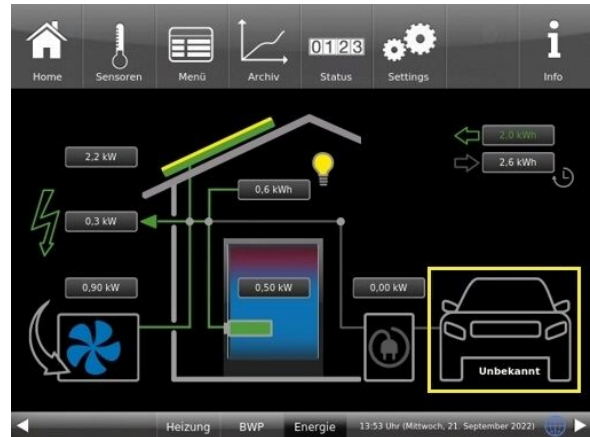 Home
Sensoren
Menü
Archiv
0123
Status
Settings
i
Info
2,2 kW
2,0 kWh
2,6 kWh
0,6 kWh
0,3 kW
0,90 kW
0,50 kW
0,00 kW
Unbekannt
Heizung
BWP
Energie
13:53 Uhr (Mittwoch, 21. September 2022)